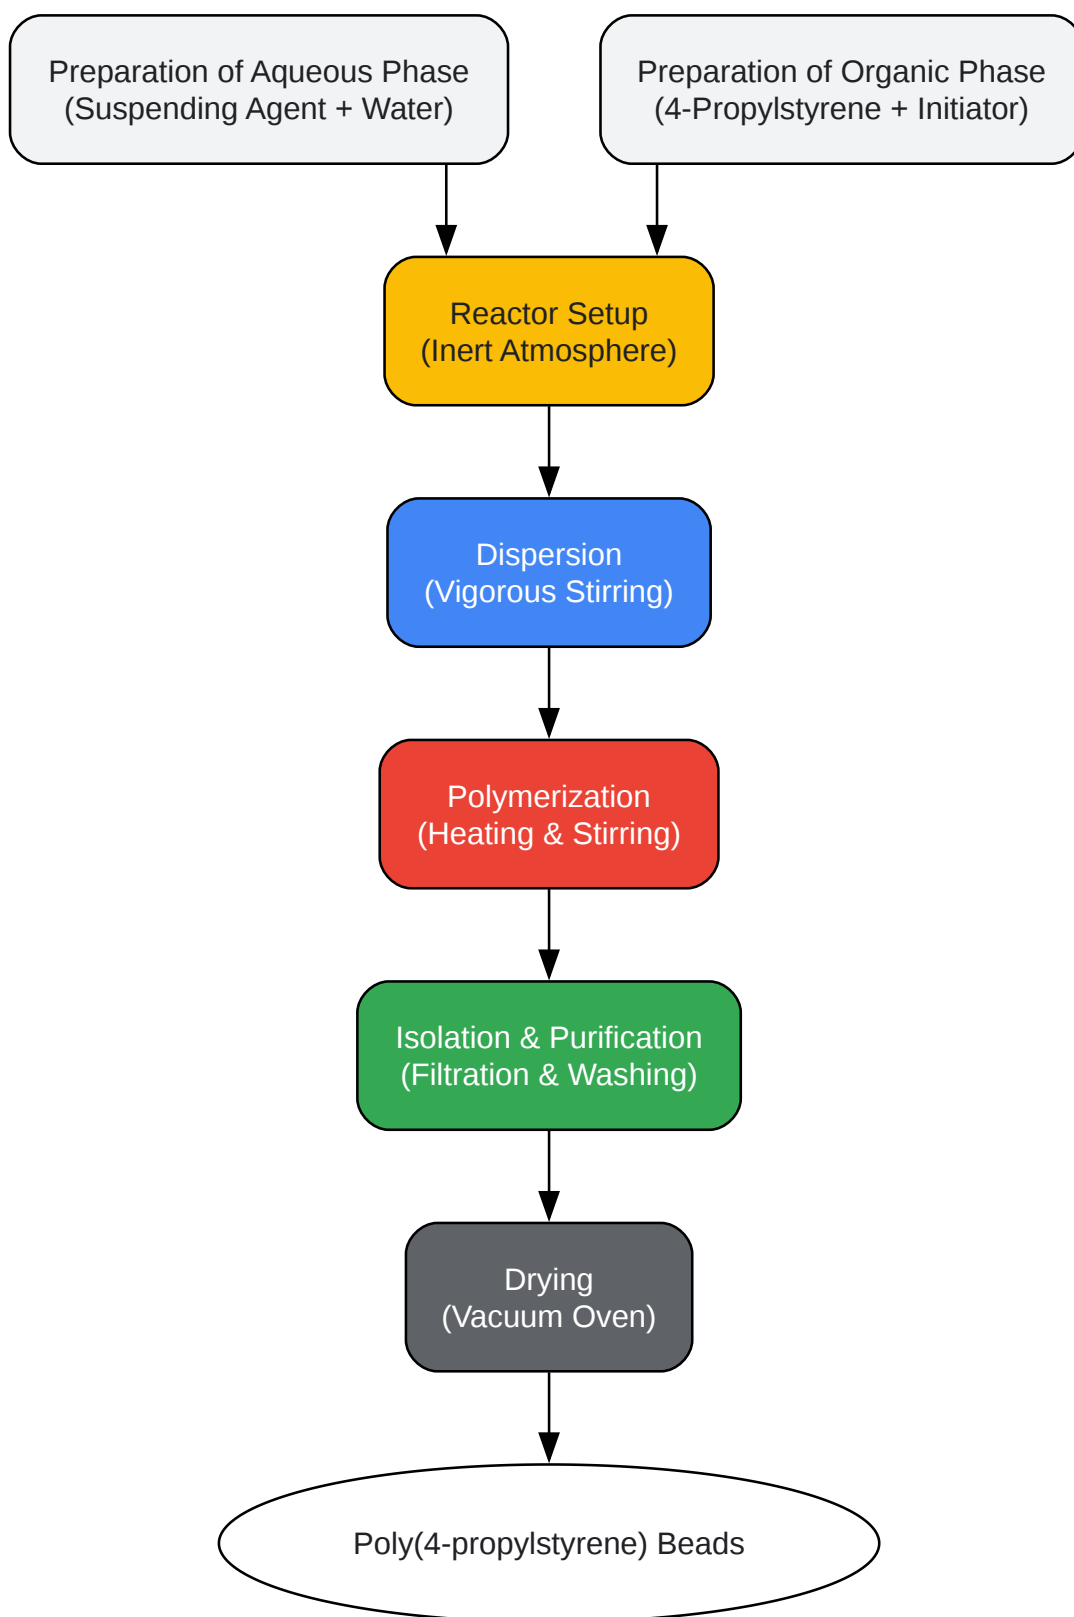 Preparation of Aqueous Phase
(Suspending Agent + Water)
Preparation of Organic Phase
(4-Propylstyrene + Initiator)
Reactor Setup
(Inert Atmosphere)
Dispersion
(Vigorous Stirring)
Polymerization
(Heating & Stirring)
Isolation & Purification
(Filtration & Washing)
Drying
(Vacuum Oven)
Poly(4-propylstyrene) Beads